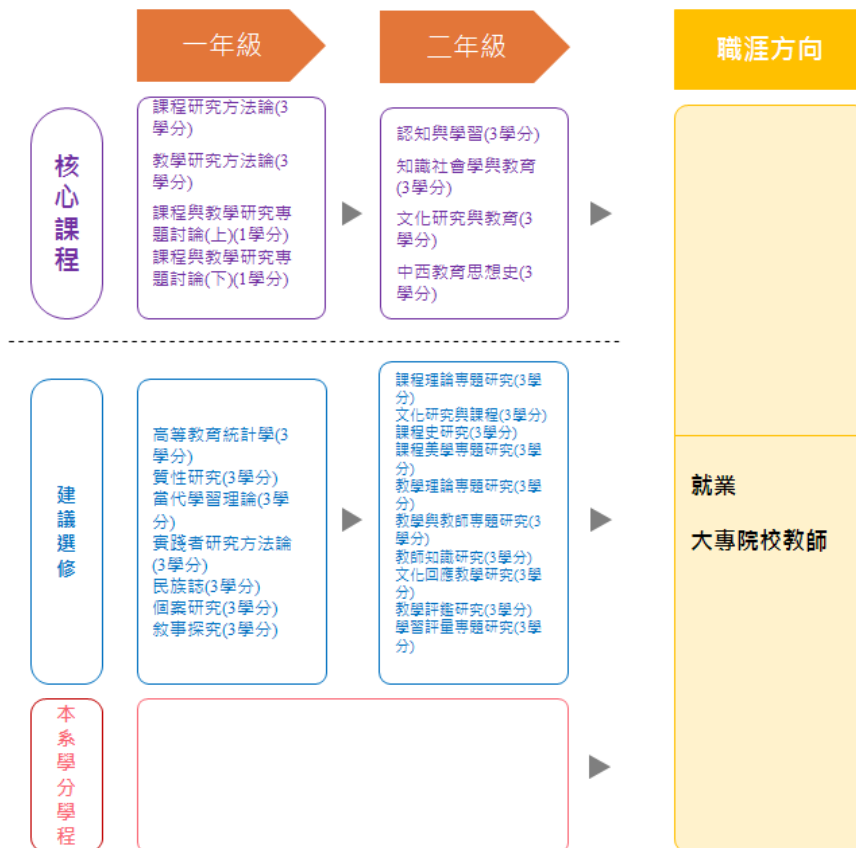 一年級
二年級
職涯方向
核心課程
課程研究方法論(3
學分)
教學研究方法論(3
學分)
課程與教學研究專
題討論(上)(1學分)
課程與教學研究專
題討論(下)(1學分)
認知與學習(3學分)
知識社會學與教育
(3學分)
文化研究與教育(3
學分)
中西教育思想史(3
學分)
建議選修
高等教育統計學(3
學分)
質性研究(3學分)
當代學習理論(3學
分)
實踐者研究方法論
(3學分)
民族誌(3學分)
個案研究(3學分)
敘事探究(3學分)
課程理論專題研究(3學
分)
文化研究與課程(3學分)
課程史研究(3學分)
課程美學專題研究(3學
分)
教學理論專題研究(3學
分)
教學與教師專題研究(3
學分)
教師知識研究(3學分)
文化回應教學研究(3學
分)
教學評鑑研究(3學分)
學習評量專題研究(3學
分)
就業
大專院校教師
本系學分學程